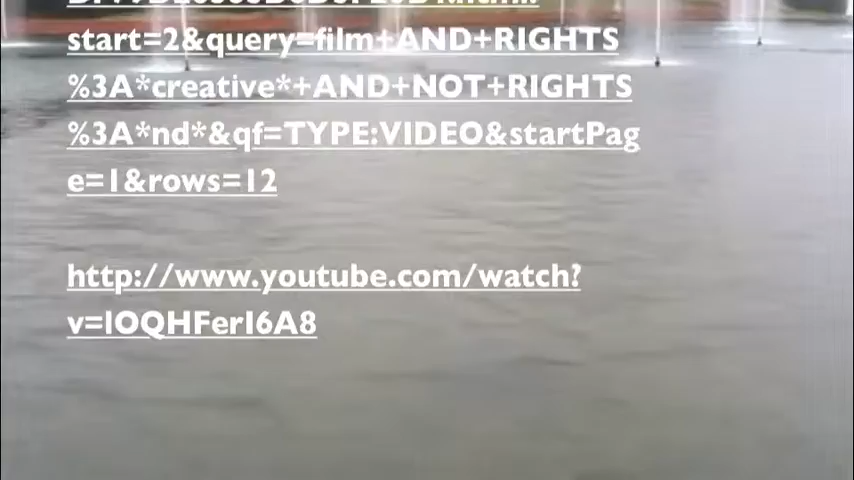 start=2&query=film+AND+RIGHTS
%3A*creative*+AND+NOT+RIGHTS
%3A*nd*&qf=TYPE:VIDEO&startPag
e=1&rows=12
http://www.youtube.com/watch?
v=lOQHFerI6A8